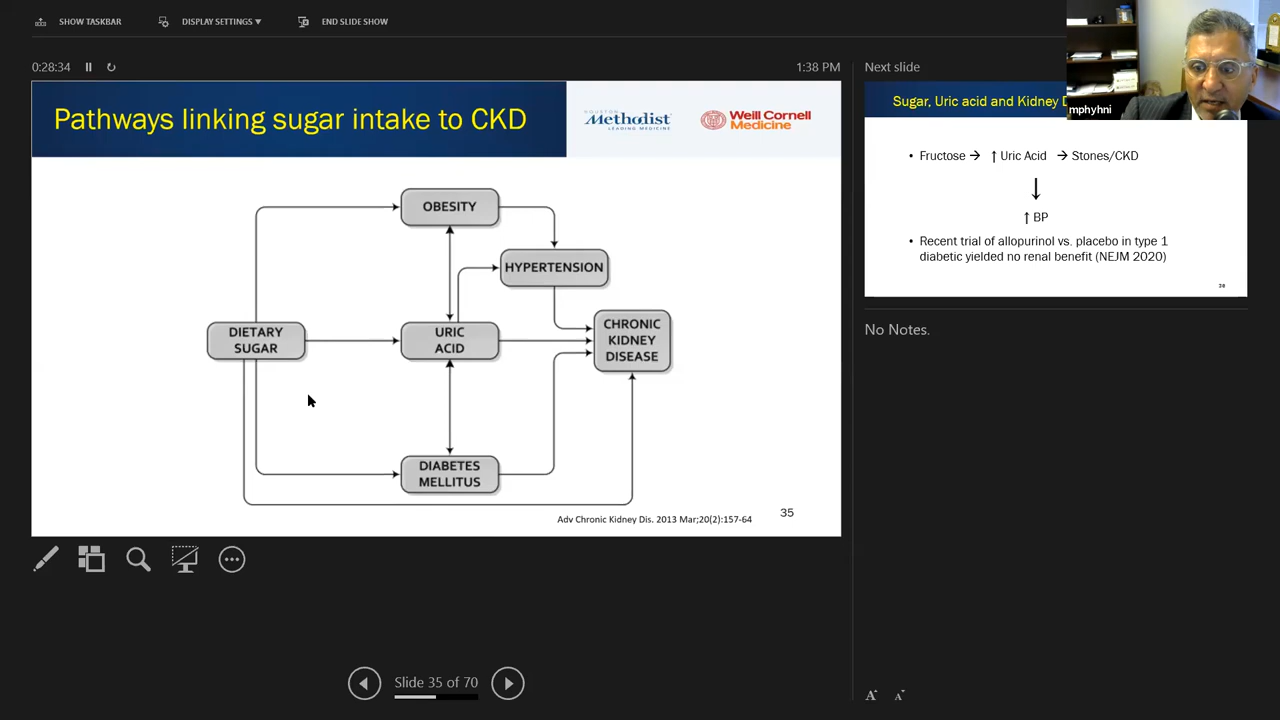 SHOW TASKBAR
DISPLAY SETTINGS ▼
END SLIDE SHOW
0:28:34
1:38 PM
Pathways linking sugar intake to CKD
HOUSTON
Methodist
LEADING MEDICINE
Weill Cornell
Medicine
OBESITY
HYPERTENSION
DIETARY
SUGAR
URIC
ACID
CHRONIC
KIDNEY
DISEASE
DIABETES
MELLITUS
Adv Chronic Kidney Dis. 2013 Mar;20(2):157-64
35
Slide 35 of 70
Next slide
Sugar, Uric acid and Kidney D
mphyhni
• Fructose → ↑ Uric Acid → Stones/CKD
↓
↑ BP
• Recent trial of allopurinol vs. placebo in type 1
diabetic yielded no renal benefit (NEJM 2020)
No Notes.
A A